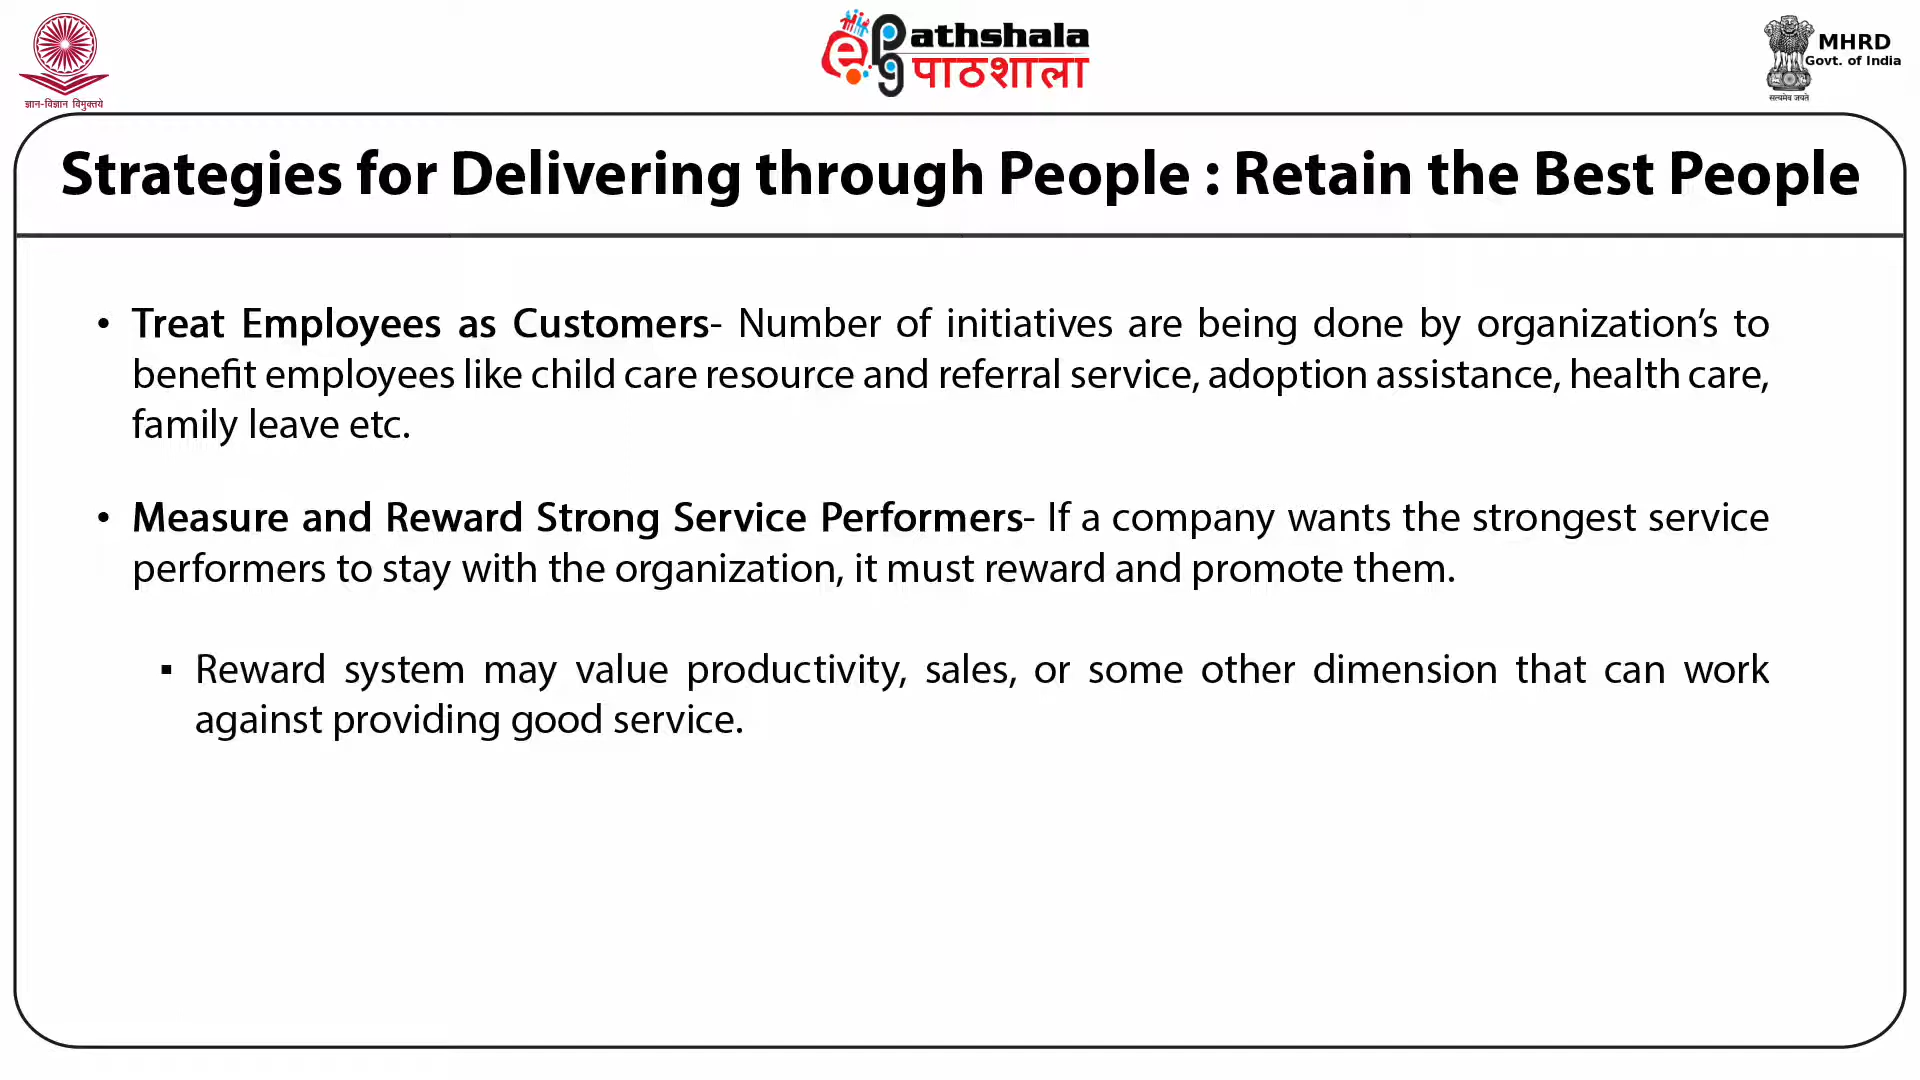 ज्ञान-विज्ञान विमुक्तये
ePG athshala
पाठशाला
MHRD
Govt. of India
सत्यमेव जयते
Strategies for Delivering through People : Retain the Best People
• Treat Employees as Customers- Number of initiatives are being done by organization’s to
benefit employees like child care resource and referral service, adoption assistance, health care,
family leave etc.
• Measure and Reward Strong Service Performers- If a company wants the strongest service
performers to stay with the organization, it must reward and promote them.
▪ Reward system may value productivity, sales, or some other dimension that can work
against providing good service.